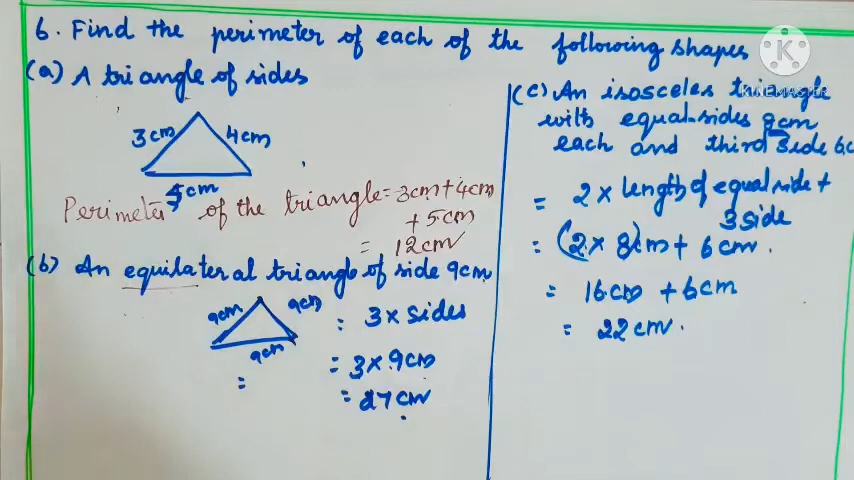 6. Find the perimeter of each of the following shapes
(a) A triangle of sides
3cm
4cm
5cm
Perimeter of the triangle = 3cm + 4cm
+ 5cm
= 12cm
(b) An equilateral triangle of side 9cm
9cm
9cm
9cm
= 3 × sides
= 3 × 9cm
=
= 27cm
(c) An isosceles triangle
with equal sides 8cm
each and third side 6c
= 2 × length of equal side +
3 side
= (2 × 8)cm + 6cm.
= 16cm + 6cm
= 22cm.
K
KINEMASTER